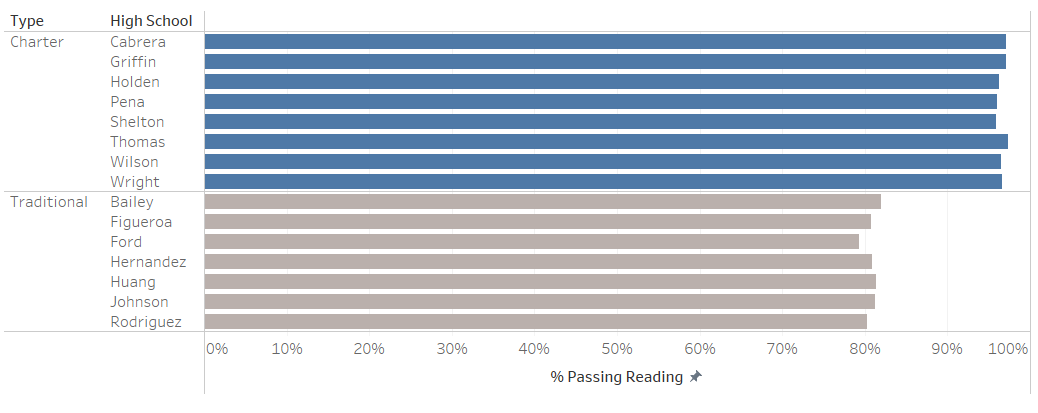 Type High School
Charter Cabrera
Griffin
Holden
Pena
Shelton
Thomas
Wilson
Wright
Traditional Bailey
Figueroa
Ford
Hernandez
Huang
Johnson
Rodriguez
0% 10% 20% 30% 40% 50% 60% 70% 80% 90% 100%
% Passing Reading